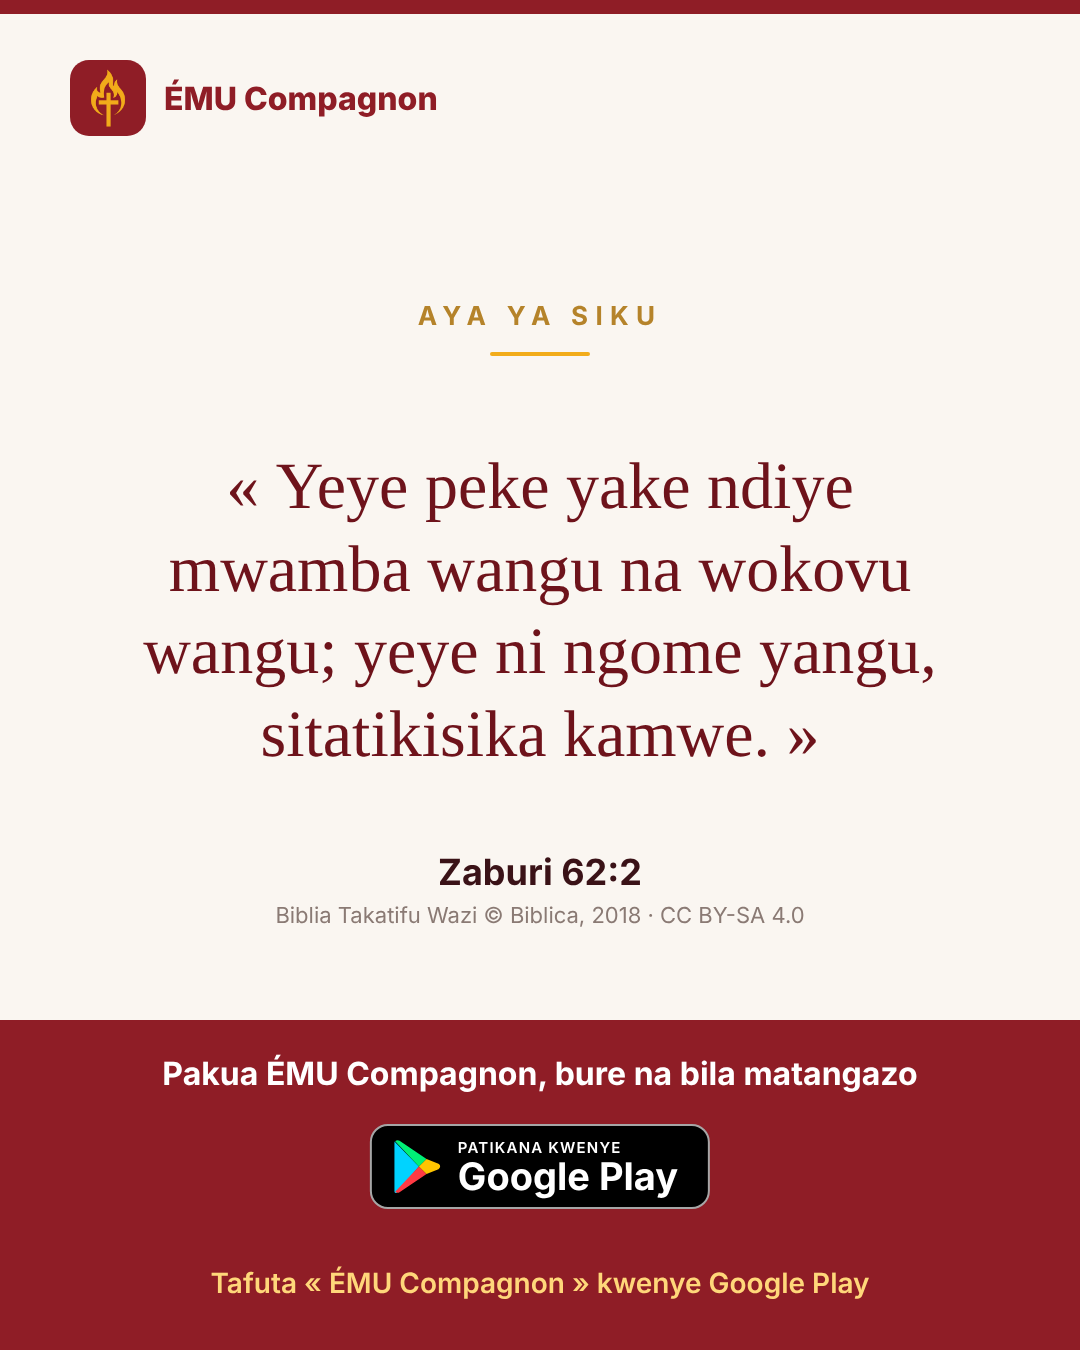 ÉMU Compagnon
AYA YA SIKU
« Yeye peke yake ndiye
mwamba wangu na wokovu
wangu; yeye ni ngome yangu,
sitatikisika kamwe. »
Zaburi 62:2
Biblia Takatifu Wazi © Biblica, 2018 · CC BY-SA 4.0
Pakua ÉMU Compagnon, bure na bila matangazo
PATIKANA KWENYE
Google Play
Tafuta « ÉMU Compagnon » kwenye Google Play